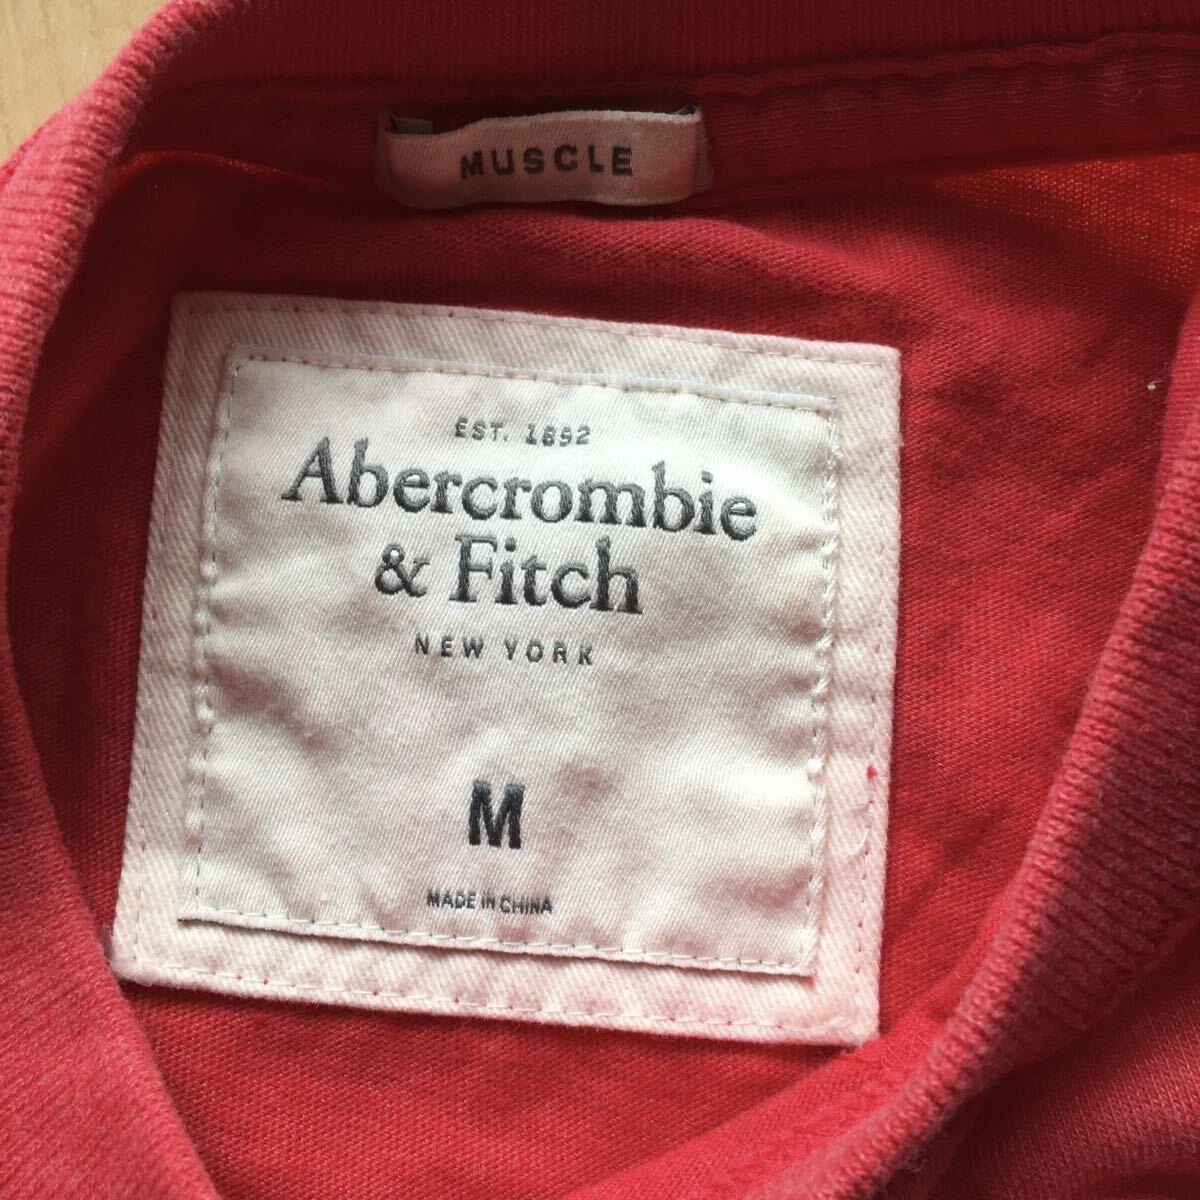 MUSCLE
EST. 1892
Abercrombie
& Fitch
NEW YORK
M
MADE IN CHINA